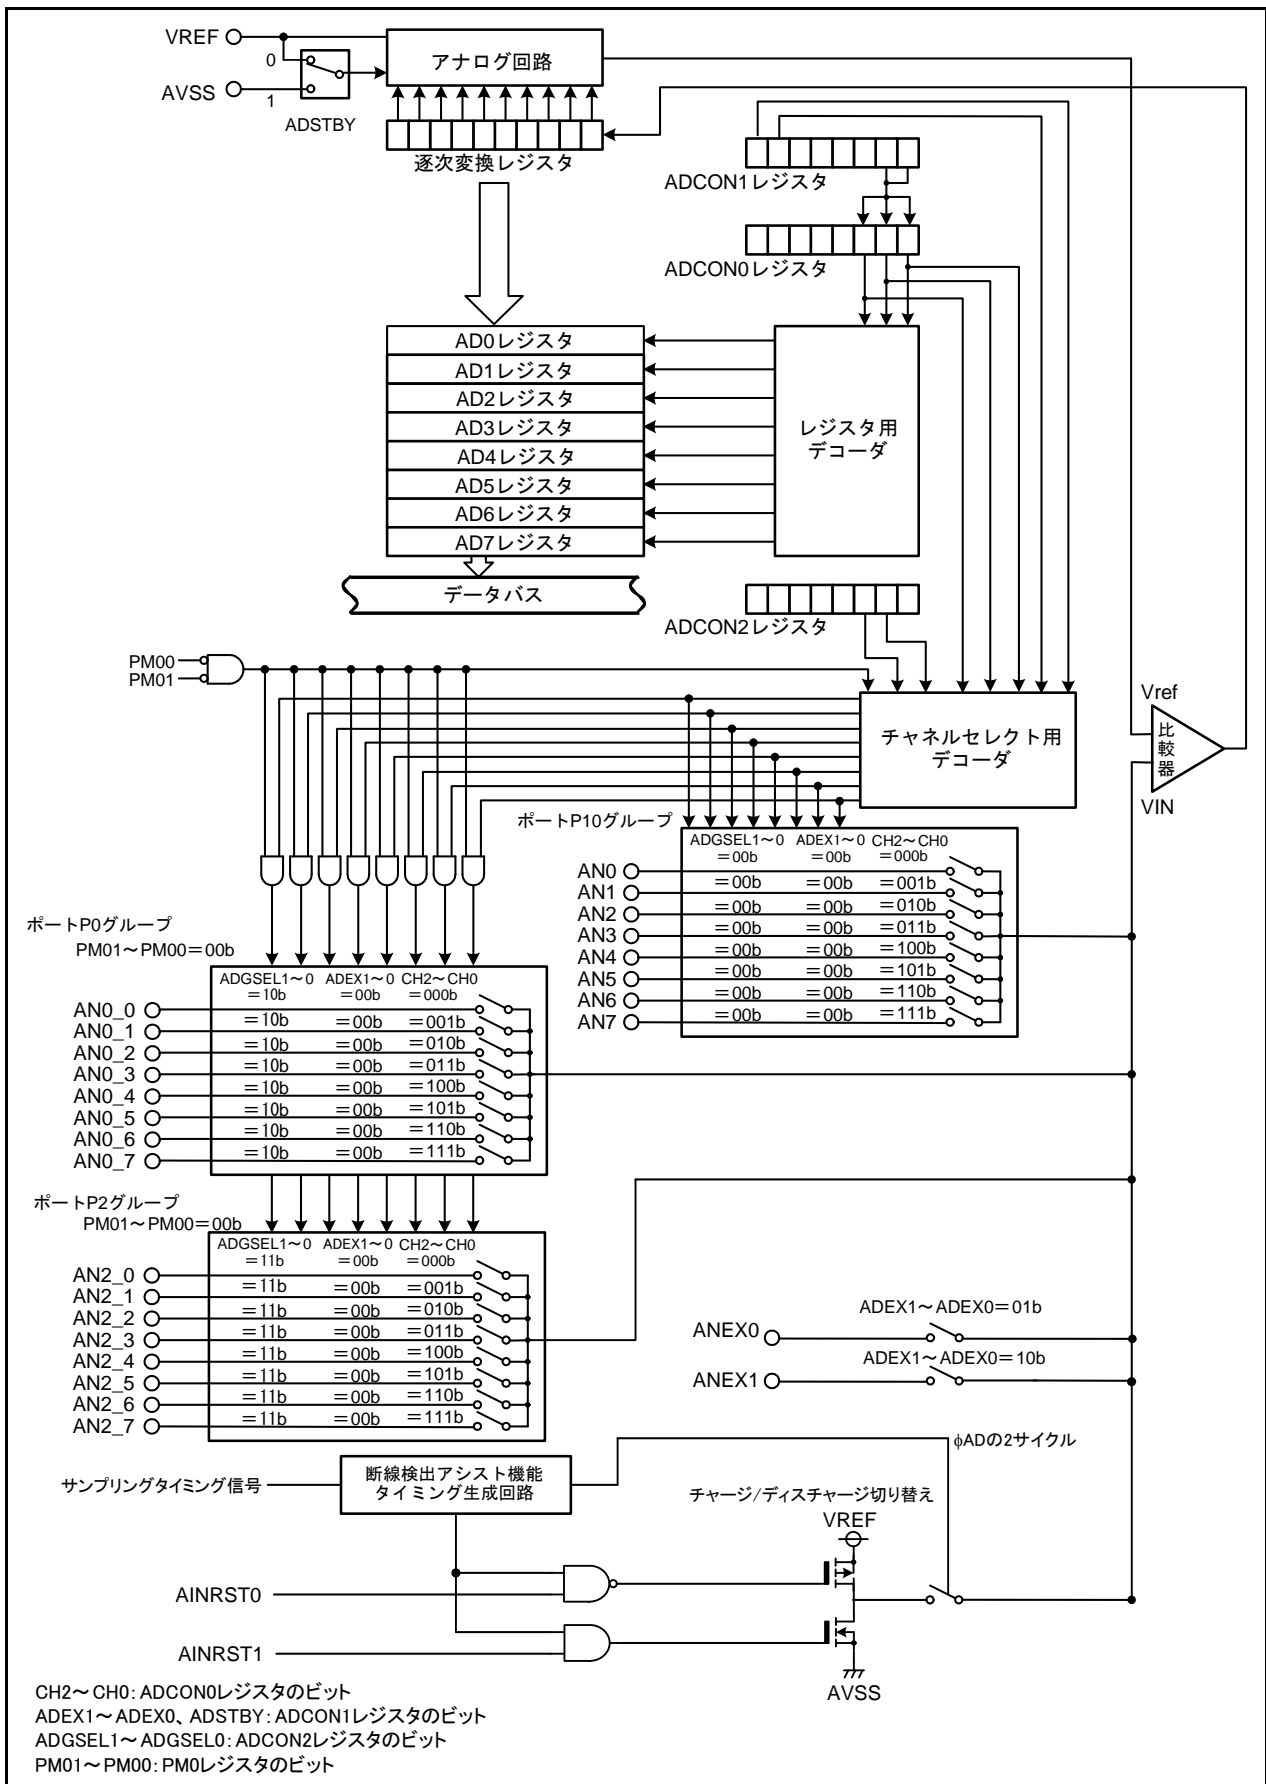 VREF
0
アナログ回路
AVSS
1
ADSTBY
逐次変換レジスタ
ADCON1レジスタ
ADCON0レジスタ
AD0レジスタ
AD1レジスタ
AD2レジスタ
AD3レジスタ
AD4レジスタ
AD5レジスタ
AD6レジスタ
AD7レジスタ
レジスタ用
デコーダ
データバス
ADCON2レジスタ
PM00
PM01
チャネルセレクト用
デコーダ
Vref
比較器
VIN
ポートP10グループ
ADGSEL1～0 ADEX1～0 CH2～CH0
AN0 ＝00b ＝00b ＝000b
AN1 ＝00b ＝00b ＝001b
AN2 ＝00b ＝00b ＝010b
AN3 ＝00b ＝00b ＝011b
AN4 ＝00b ＝00b ＝100b
AN5 ＝00b ＝00b ＝101b
AN6 ＝00b ＝00b ＝110b
AN7 ＝00b ＝00b ＝111b
ポートP0グループ
PM01～PM00＝00b
ADGSEL1～0 ADEX1～0 CH2～CH0
AN0_0 ＝10b ＝00b ＝000b
AN0_1 ＝10b ＝00b ＝001b
AN0_2 ＝10b ＝00b ＝010b
AN0_3 ＝10b ＝00b ＝011b
AN0_4 ＝10b ＝00b ＝100b
AN0_5 ＝10b ＝00b ＝101b
AN0_6 ＝10b ＝00b ＝110b
AN0_7 ＝10b ＝00b ＝111b
ポートP2グループ
PM01～PM00＝00b
ADGSEL1～0 ADEX1～0 CH2～CH0
AN2_0 ＝11b ＝00b ＝000b
AN2_1 ＝11b ＝00b ＝001b
AN2_2 ＝11b ＝00b ＝010b
AN2_3 ＝11b ＝00b ＝011b
AN2_4 ＝11b ＝00b ＝100b
AN2_5 ＝11b ＝00b ＝101b
AN2_6 ＝11b ＝00b ＝110b
AN2_7 ＝11b ＝00b ＝111b
ADEX1～ADEX0＝01b
ANEX0
ADEX1～ADEX0＝10b
ANEX1
φADの2サイクル
サンプリングタイミング信号
断線検出アシスト機能
タイミング生成回路
チャージ/ディスチャージ切り替え
VREF
AINRST0
AINRST1
AVSS
CH2～CH0：ADCON0レジスタのビット
ADEX1～ADEX0、ADSTBY：ADCON1レジスタのビット
ADGSEL1～ADGSEL0：ADCON2レジスタのビット
PM01～PM00：PM0レジスタのビット